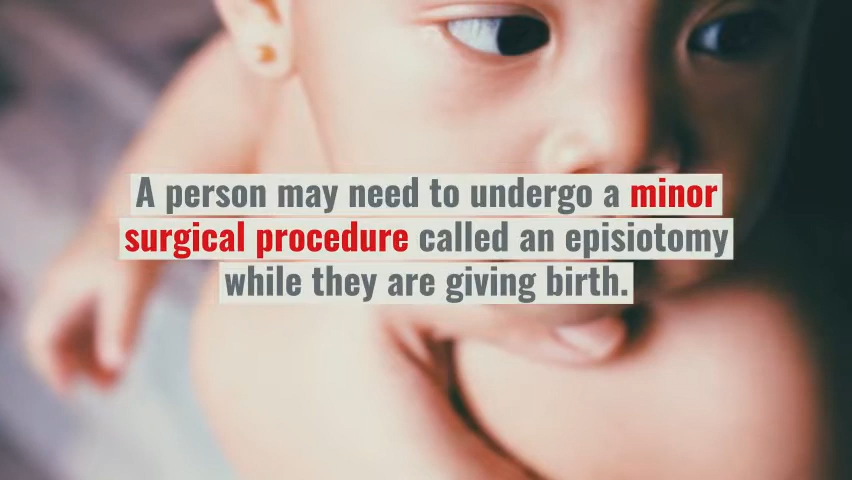 A person may need to undergo a minor
surgical procedure called an episiotomy
while they are giving birth.